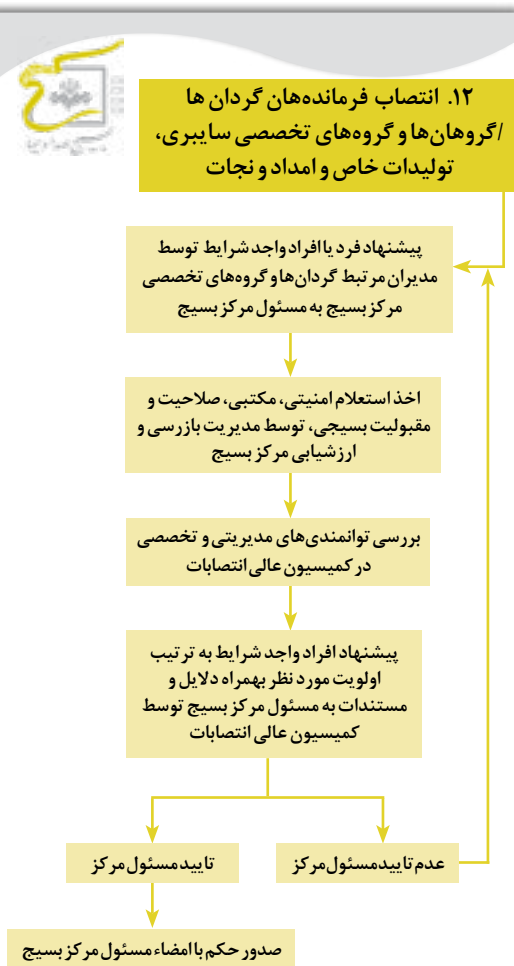 ۱۲. انتصاب فرمانده‌هان گردان ها
/گروهان‌ها و گروه‌های تخصصی سایبری،
تولیدات خاص و امداد و نجات
پیشنهاد فرد یا افراد واجد شرایط توسط
مدیران مرتبط گردان‌ها و گروه‌های تخصصی
مرکز بسیج به مسئول مرکز بسیج
اخذ استعلام امنیتی، مکتبی، صلاحیت و
مقبولیت بسیجی، توسط مدیریت بازرسی و
ارزشیابی مرکز بسیج
بررسی توانمندی‌های مدیریتی و تخصصی
در کمیسیون عالی انتصابات
پیشنهاد افراد واجد شرایط به ترتیب
اولویت مورد نظر بهمراه دلایل و
مستندات به مسئول مرکز بسیج توسط
کمیسیون عالی انتصابات
عدم تایید مسئول مرکز
تایید مسئول مرکز
صدور حکم با امضاء مسئول مرکز بسیج